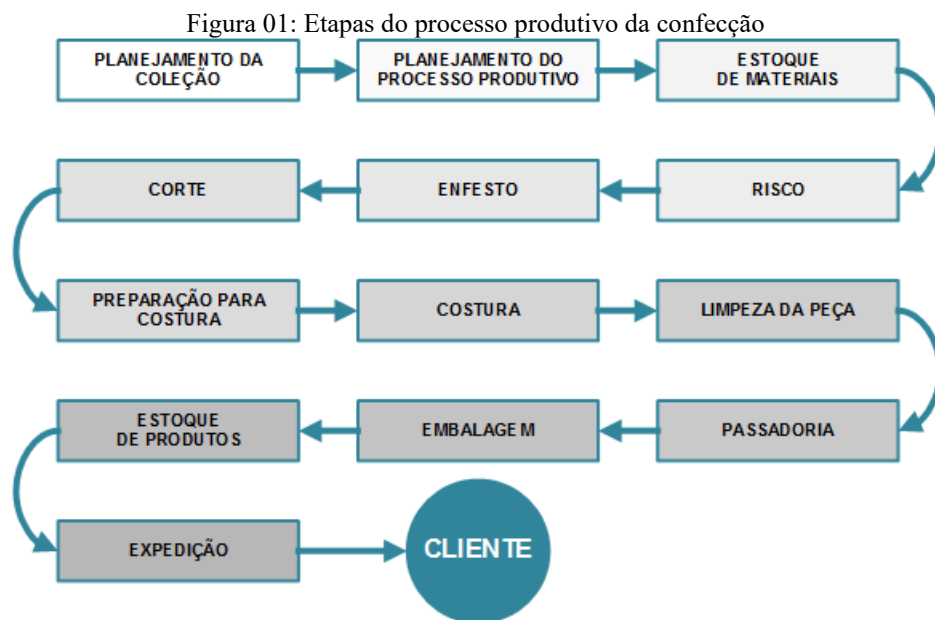 Figura 01: Etapas do processo produtivo da confecção
PLANEJAMENTO DA
COLEÇÃO
PLANEJAMENTO DO
PROCESSO PRODUTIVO
ESTOQUE
DE MATERIAIS
RISCO
ENFESTO
CORTE
PREPARAÇÃO PARA
COSTURA
COSTURA
LIMPEZA DA PEÇA
PASSADORIA
EMBALAGEM
ESTOQUE
DE PRODUTOS
EXPEDIÇÃO
CLIENTE